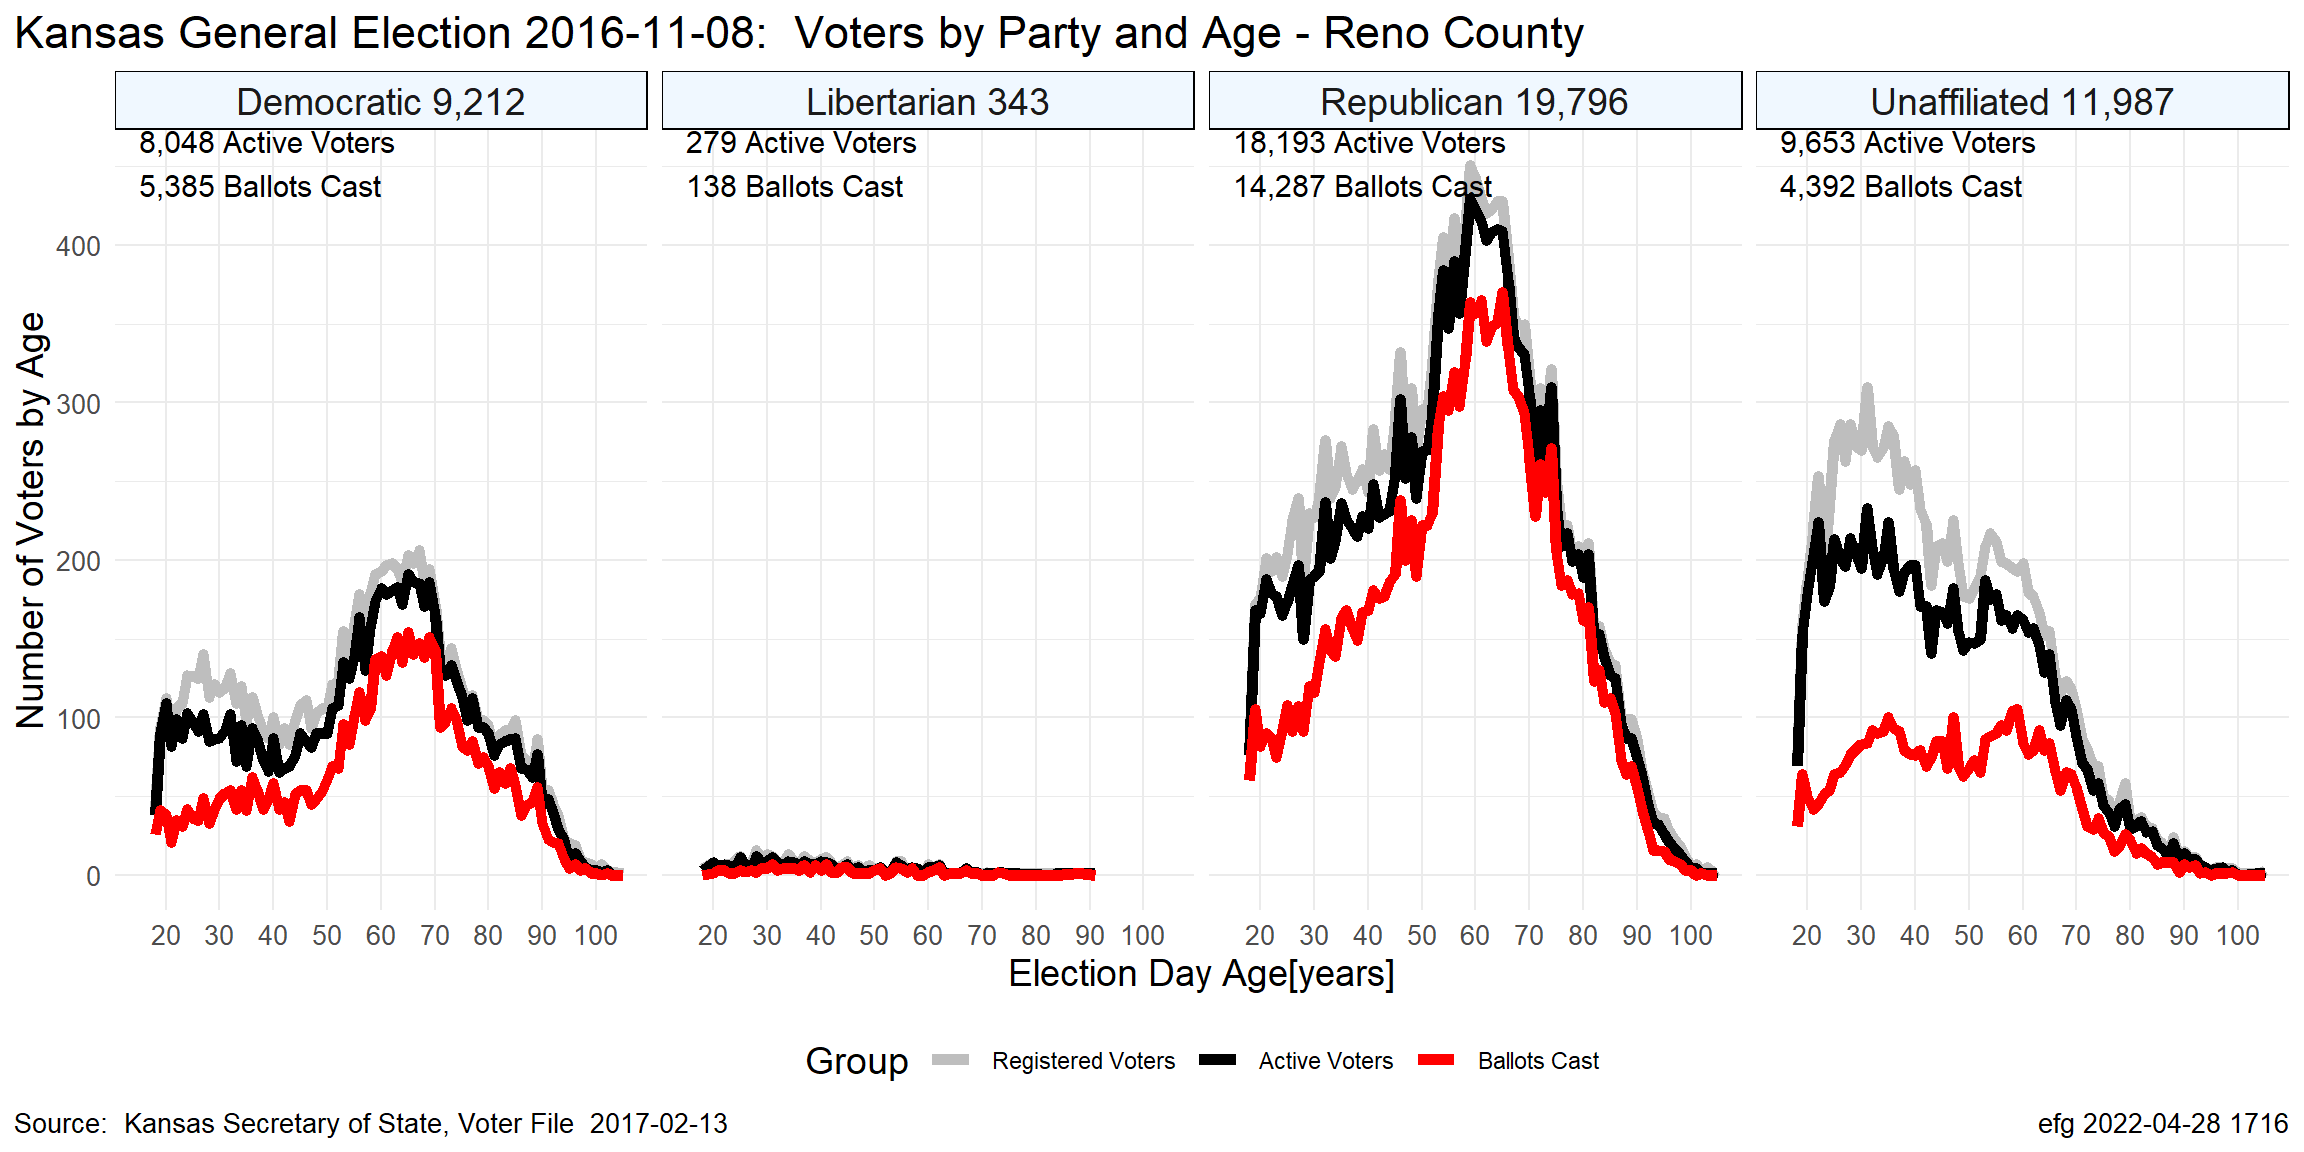 Kansas General Election 2016-11-08:  Voters by Party and Age - Reno County
Democratic 9,212
Libertarian 343
Republican 19,796
Unaffiliated 11,987
8,048 Active Voters
5,385 Ballots Cast
279 Active Voters
138 Ballots Cast
18,193 Active Voters
14,287 Ballots Cast
9,653 Active Voters
4,392 Ballots Cast
Number of Voters by Age
400
300
200
100
0
20 30 40 50 60 70 80 90 100
20 30 40 50 60 70 80 90 100
20 30 40 50 60 70 80 90 100
20 30 40 50 60 70 80 90 100
Election Day Age[years]
Group Registered Voters Active Voters Ballots Cast
Source:  Kansas Secretary of State, Voter File  2017-02-13
efg 2022-04-28 1716